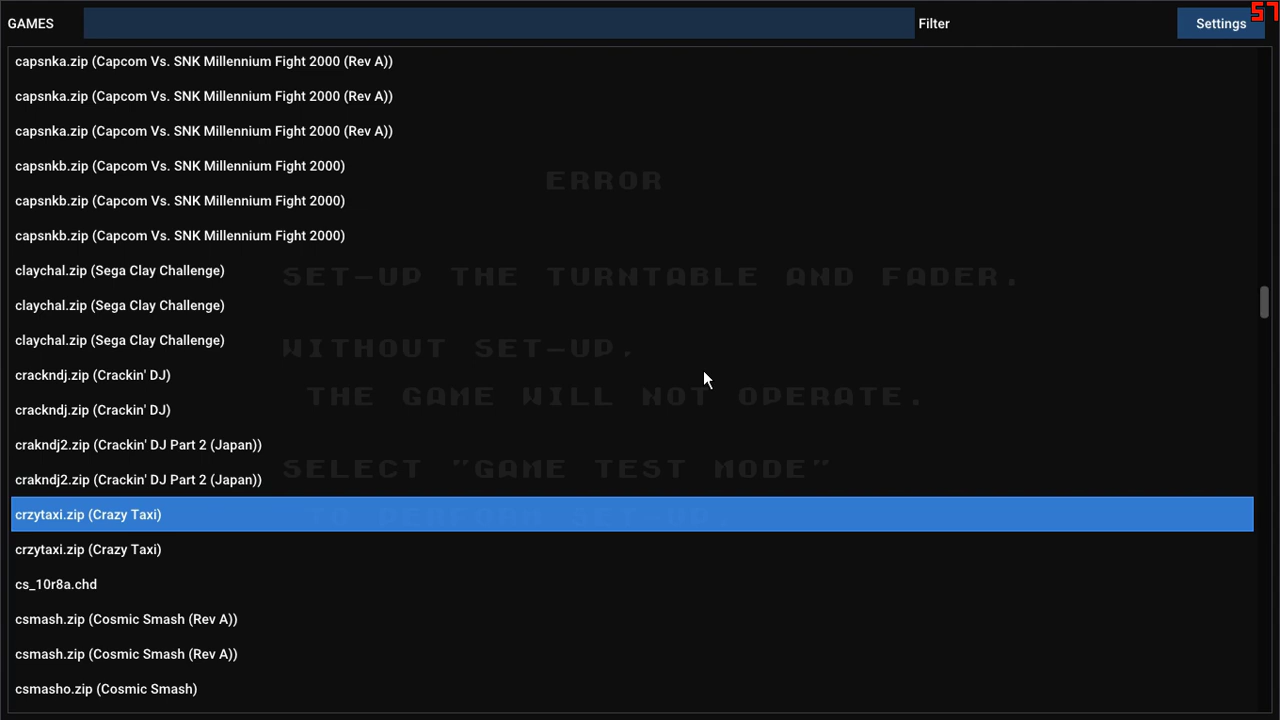 GAMES Filter Settings 57
capsnka.zip (Capcom Vs. SNK Millennium Fight 2000 (Rev A))
capsnka.zip (Capcom Vs. SNK Millennium Fight 2000 (Rev A))
capsnka.zip (Capcom Vs. SNK Millennium Fight 2000 (Rev A))
capsnkb.zip (Capcom Vs. SNK Millennium Fight 2000)
ERROR
capsnkb.zip (Capcom Vs. SNK Millennium Fight 2000)
capsnkb.zip (Capcom Vs. SNK Millennium Fight 2000)
claychal.zip (Sega Clay Challenge)
SET-UP THE TURNTABLE AND FADER.
claychal.zip (Sega Clay Challenge)
claychal.zip (Sega Clay Challenge)
WITHOUT SET-UP.
crackndj.zip (Crackin' DJ)
THE GAME WILL NOT OPERATE.
crackndj.zip (Crackin' DJ)
crakndj2.zip (Crackin' DJ Part 2 (Japan))
SELECT "GAME TEST MODE"
crakndj2.zip (Crackin' DJ Part 2 (Japan))
crzytaxi.zip (Crazy Taxi)
TO PERFORM SET-UP.
crzytaxi.zip (Crazy Taxi)
cs_10r8a.chd
csmash.zip (Cosmic Smash (Rev A))
csmash.zip (Cosmic Smash (Rev A))
csmasho.zip (Cosmic Smash)